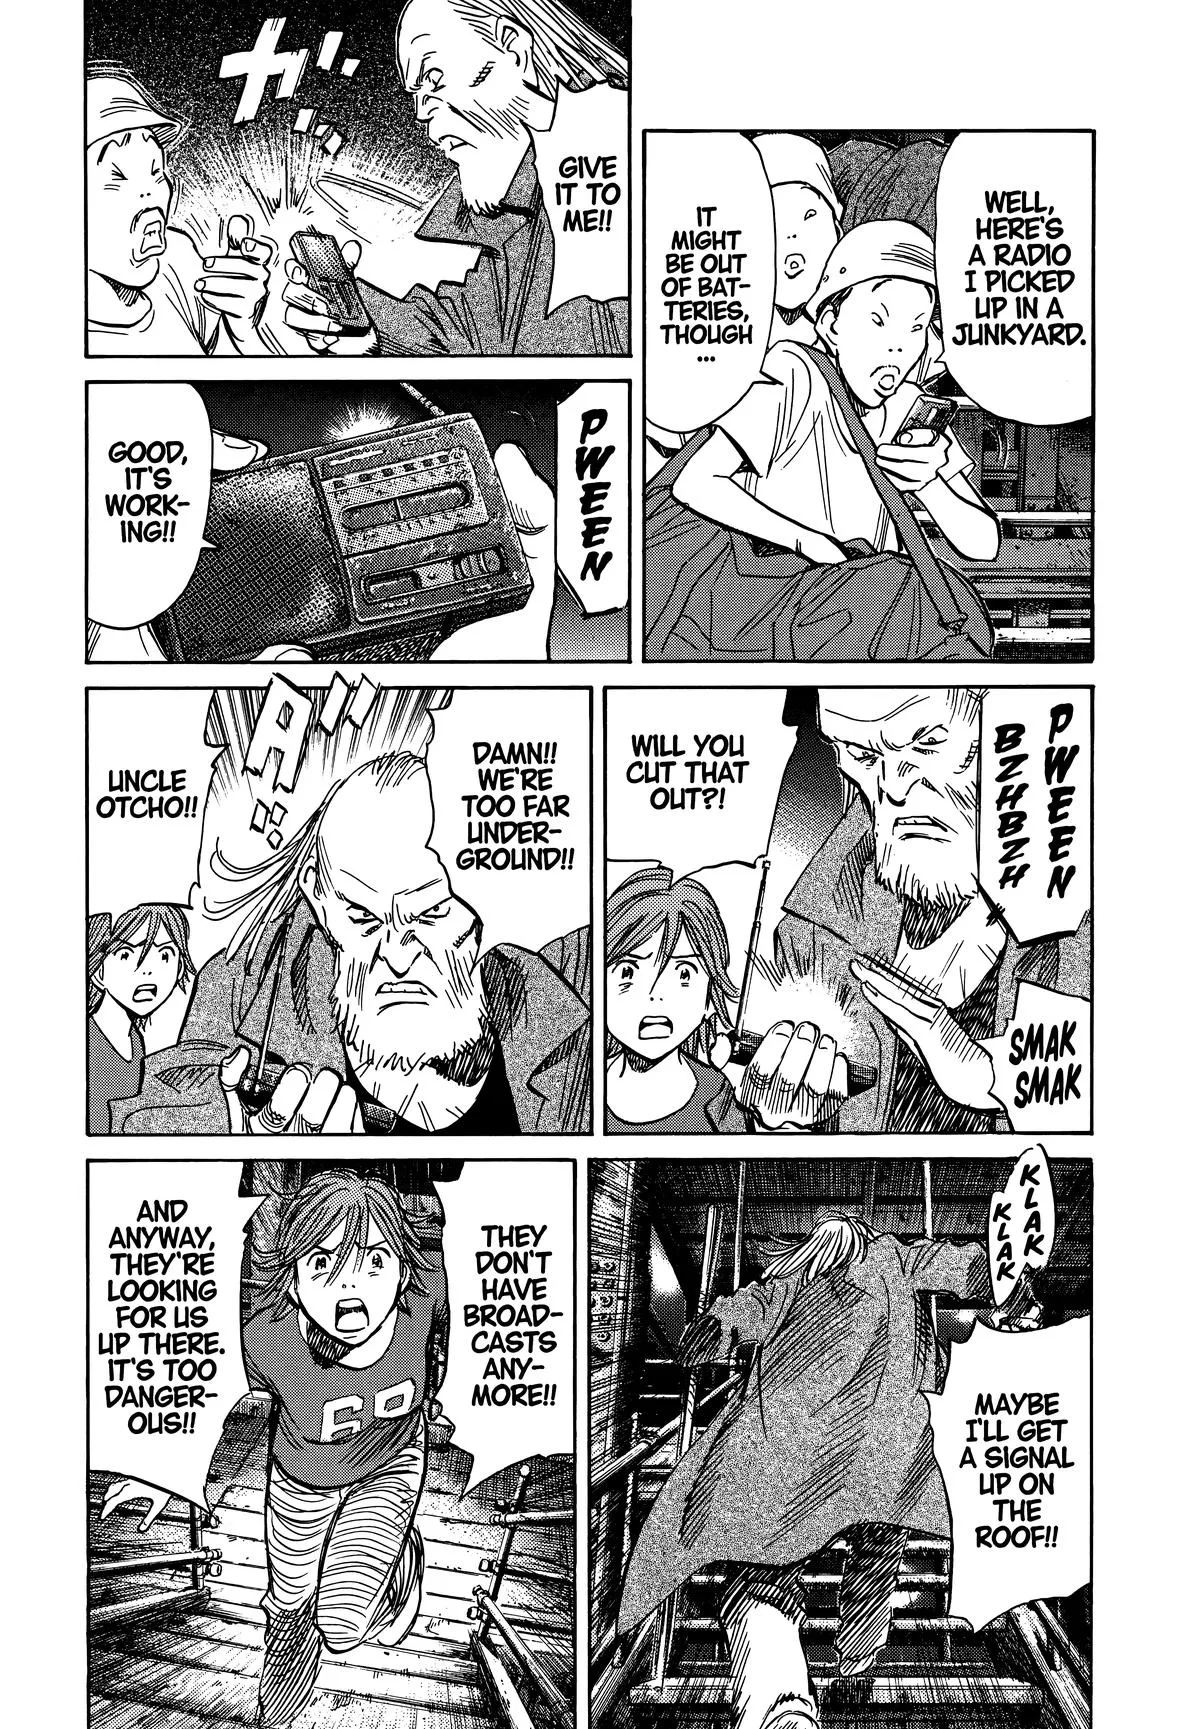 WELL,
HERE'S
A RADIO
I PICKED
UP IN A
JUNKYARD.
IT
MIGHT
BE OUT
OF BAT-
TERIES,
THOUGH
...
ガ
GIVE
IT TO
ME!!
PWEEN
GOOD,
IT'S
WORK-
ING!!
PWEEN
BZHBZH
WILL YOU
CUT THAT
OUT?!
SMAK
SMAK
DAMN!!
WE'RE
TOO FAR
UNDER-
GROUND!!
UNCLE
OTCHO!!
KLAK
KLAK
MAYBE
I'LL GET
A SIGNAL
UP ON
THE
ROOF!!
THEY
DON'T
HAVE
BROAD-
CASTS
ANY-
MORE!!
AND
ANYWAY,
THEY'RE
LOOKING
FOR US
UP THERE.
IT'S TOO
DANGER-
OUS!!